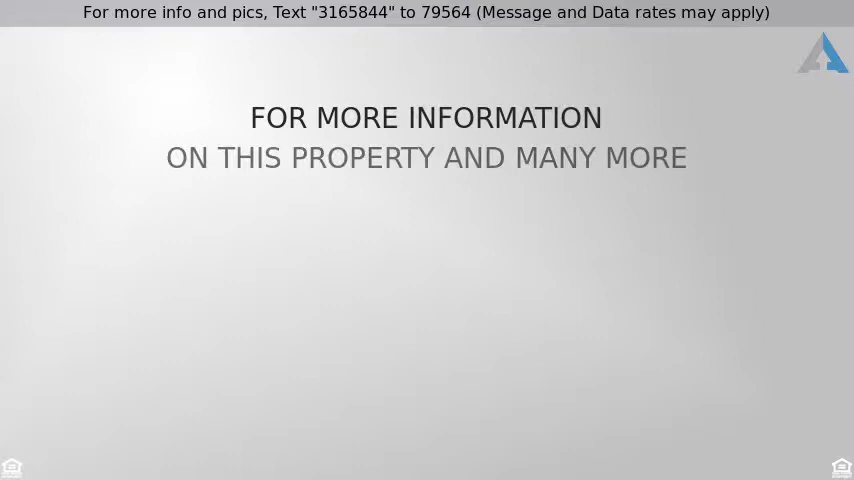 For more info and pics, Text "3165844" to 79564 (Message and Data rates may apply)
FOR MORE INFORMATION
ON THIS PROPERTY AND MANY MORE